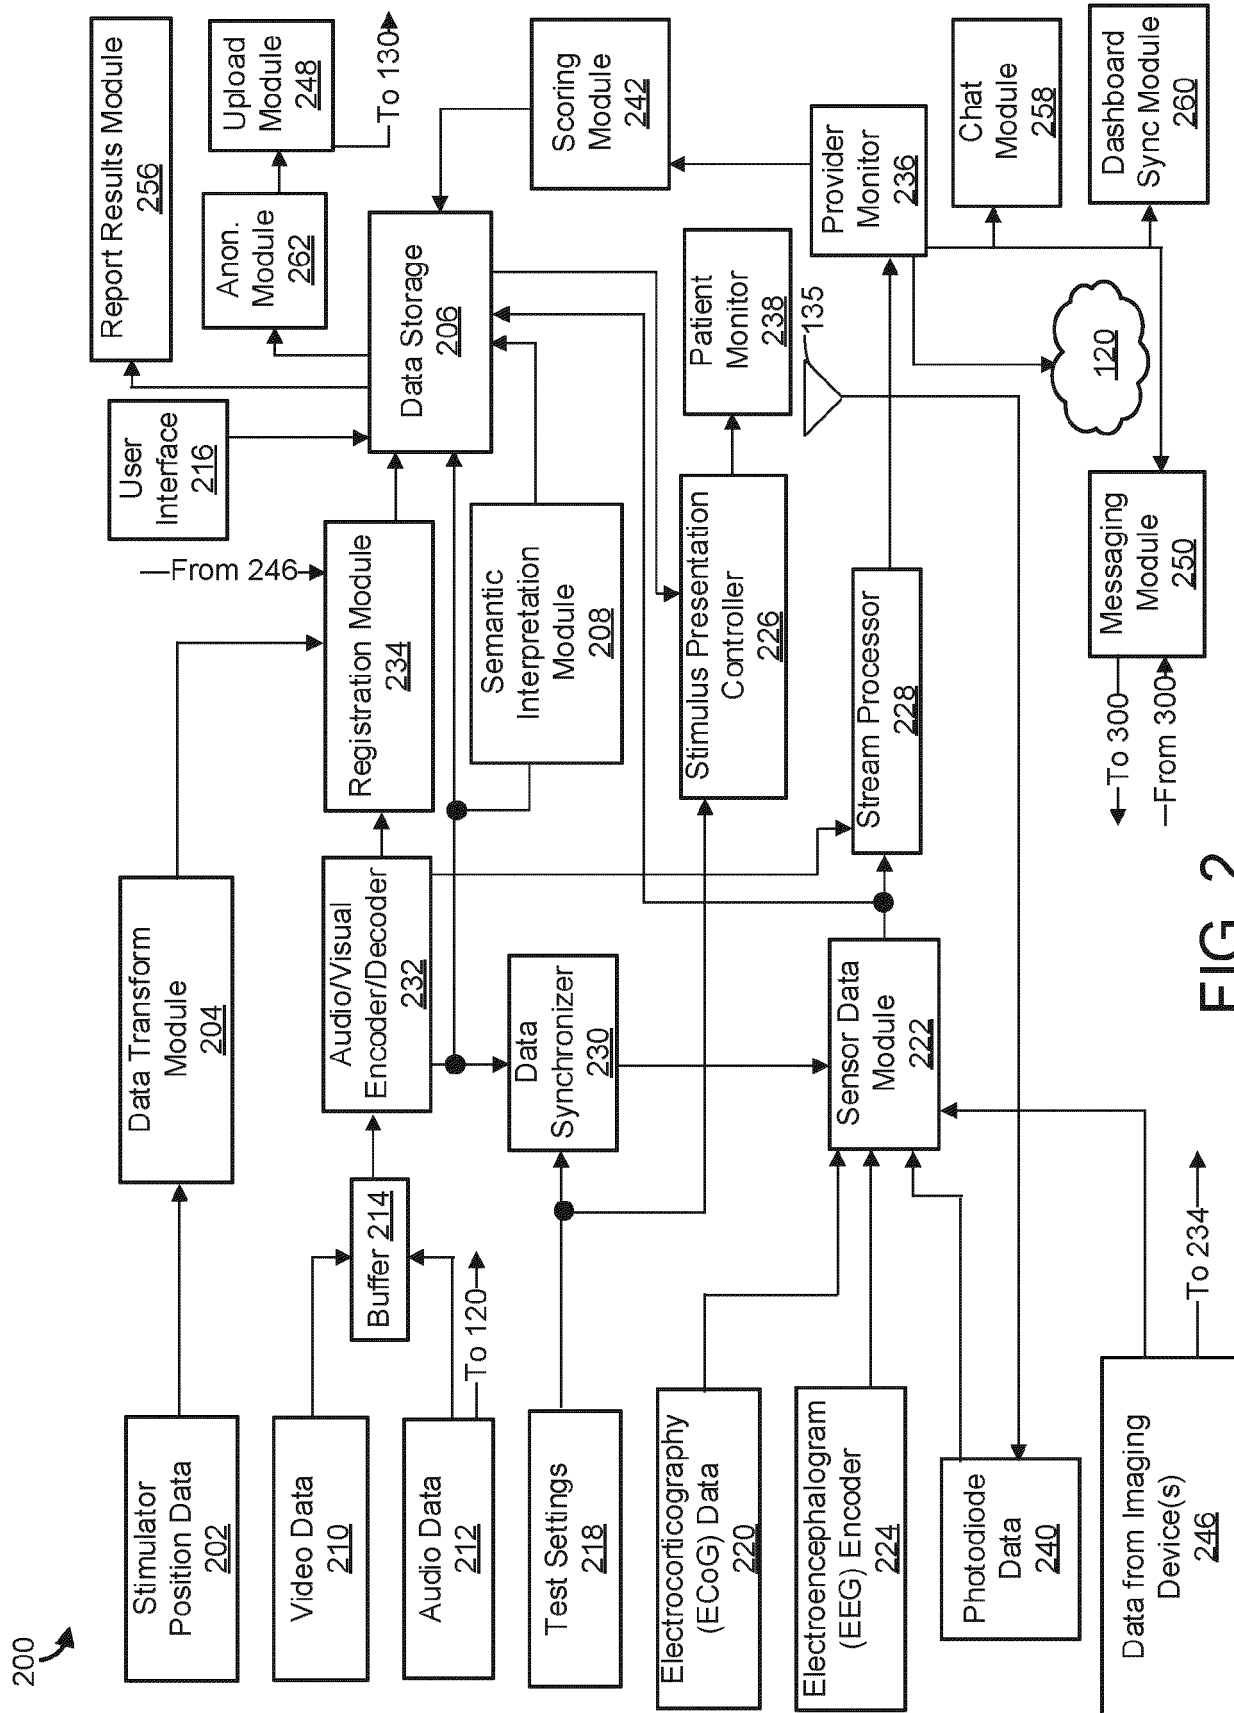 200
Stimulator
Position Data
202
Video Data
210
Audio Data
212
To 120
Test Settings
218
Electrocorticography
(ECoG) Data
220
Electroencephalogram
(EEG) Encoder
224
Photodiode
Data
240
Data from Imaging
Device(s)
246
To 234
Data Transform
Module
204
Buffer 214
Audio/Visual
Encoder/Decoder
232
Data
Synchronizer
230
Sensor Data
Module
222
From 246
Registration Module
234
Semantic
Interpretation
Module
208
Stimulus Presentation
Controller
226
Stream Processor
228
User
Interface
216
Data Storage
206
Patient
Monitor
238
135
120
Messaging
Module
250
To 300
From 300
Report Results Module
256
Anon.
Module
262
Upload
Module
248
To 130
Scoring
Module
242
Provider
Monitor
236
Chat
Module
258
Dashboard
Sync Module
260
FIG. 2